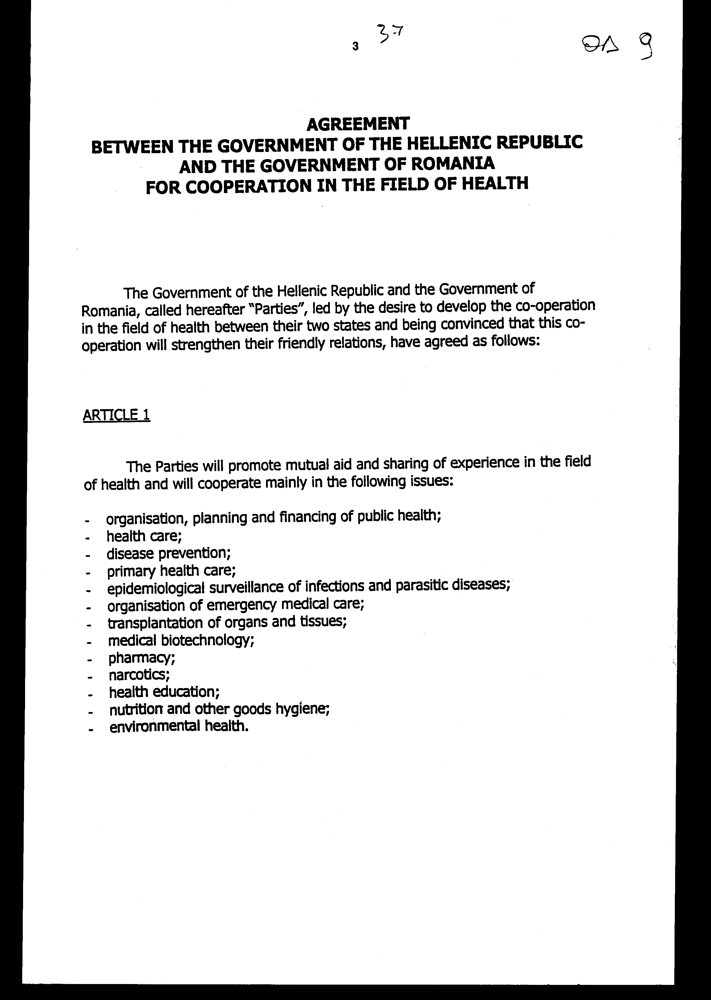 3 37
9
AGREEMENT
BETWEEN THE GOVERNMENT OF THE HELLENIC REPUBLIC
AND THE GOVERNMENT OF ROMANIA
FOR COOPERATION IN THE FIELD OF HEALTH
The Government of the Hellenic Republic and the Government of
Romania, called hereafter “Parties”, led by the desire to develop the co-operation
in the field of health between their two states and being convinced that this co-
operation will strengthen their friendly relations, have agreed as follows:
ARTICLE 1
The Parties will promote mutual aid and sharing of experience in the field
of health and will cooperate mainly in the following issues:
- organisation, planning and financing of public health;
- health care;
- disease prevention;
- primary health care;
- epidemiological surveillance of infections and parasitic diseases;
- organisation of emergency medical care;
- transplantation of organs and tissues;
- medical biotechnology;
- pharmacy;
- narcotics;
- health education;
- nutrition and other goods hygiene;
- environmental health.